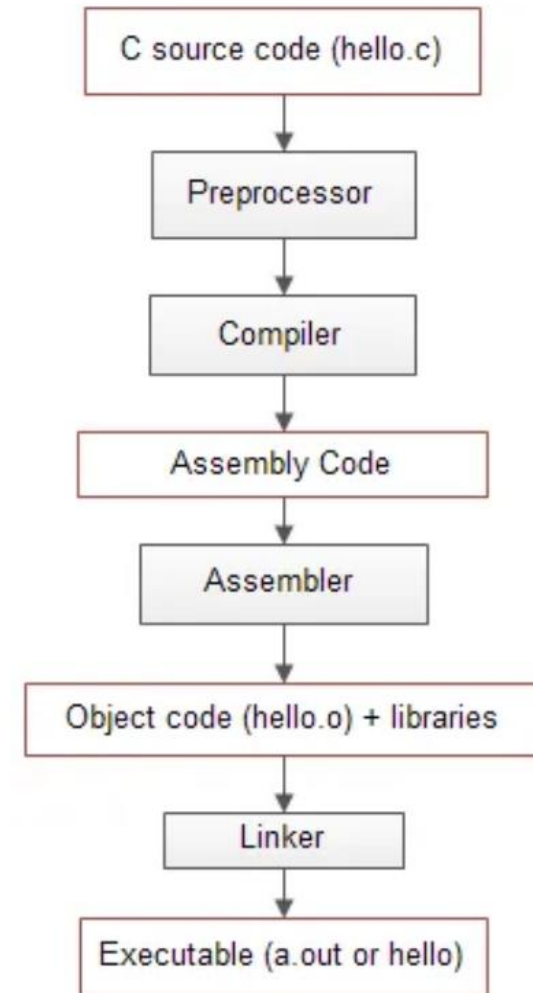 C source code (hello.c)
Preprocessor
Compiler
Assembly Code
Assembler
Object code (hello.o) + libraries
Linker
Executable (a.out or hello)